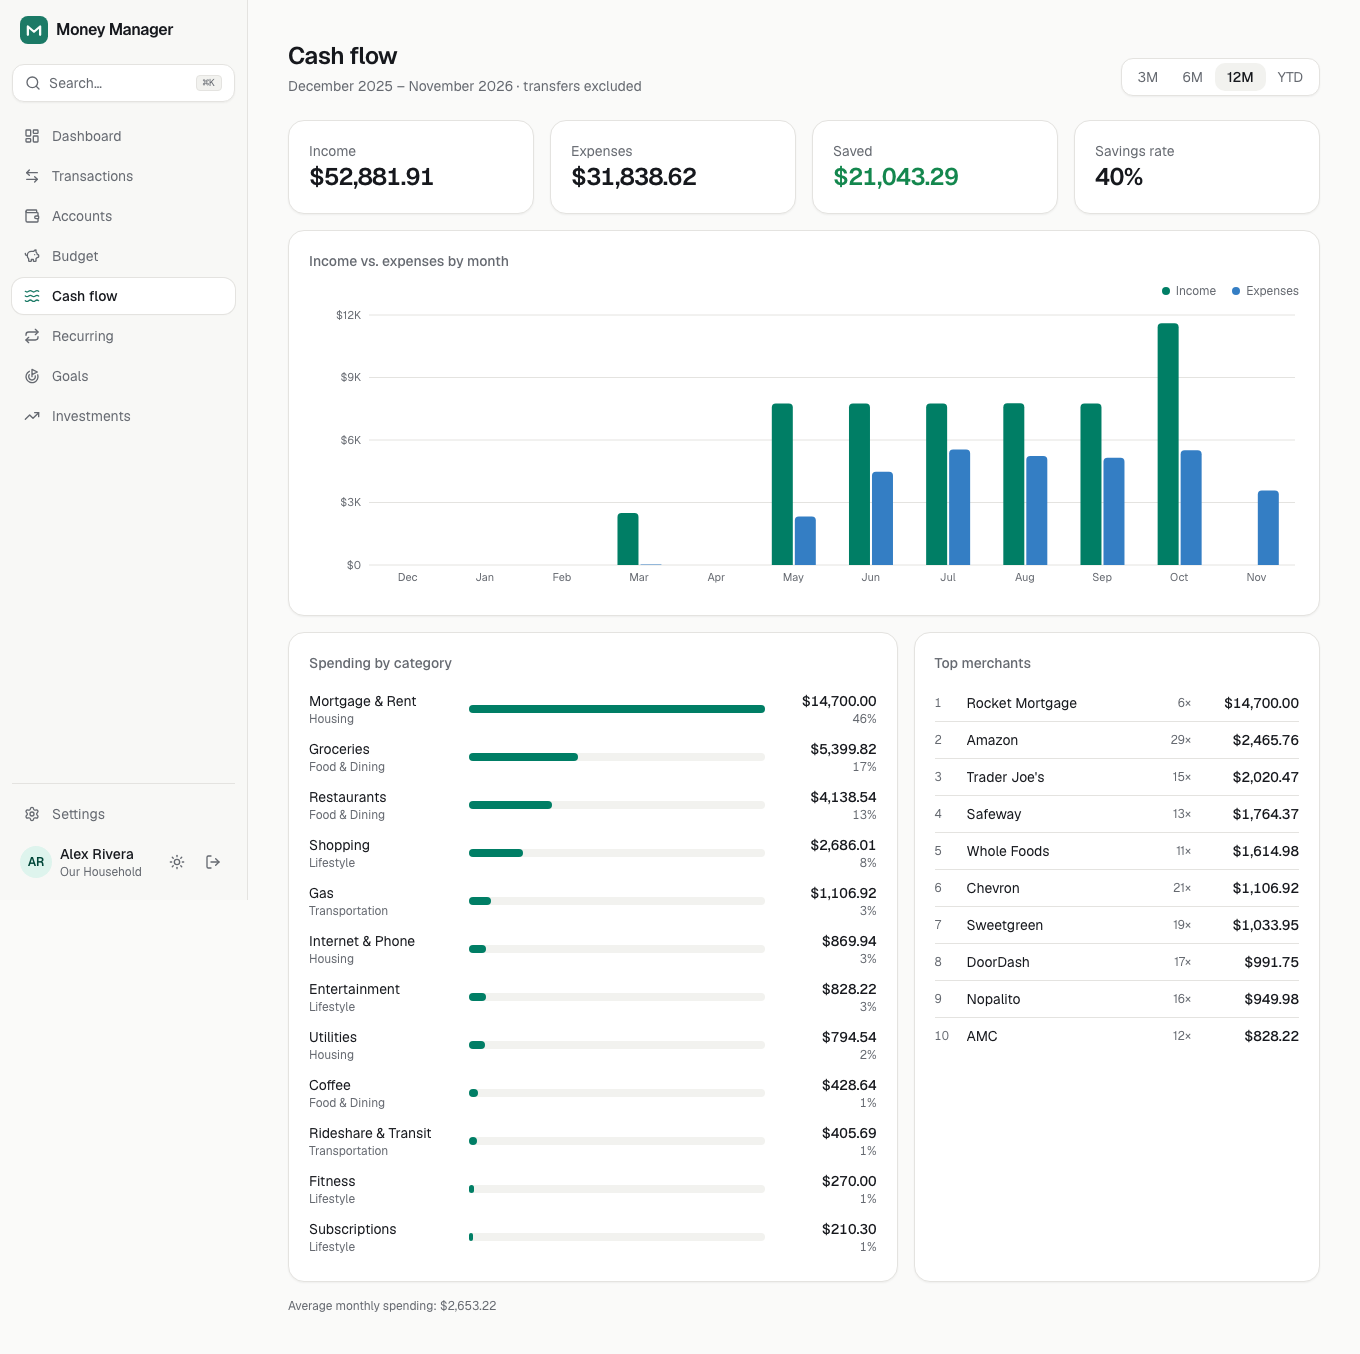 Money Manager
Search...
⌘K
Dashboard
Transactions
Accounts
Budget
Cash flow
Recurring
Goals
Investments
Settings
AR
Alex Rivera
Our Household
Cash flow
December 2025 – November 2026 · transfers excluded
3M 6M 12M YTD
Income
$52,881.91
Expenses
$31,838.62
Saved
$21,043.29
Savings rate
40%
Income vs. expenses by month
Income Expenses
$12K
$9K
$6K
$3K
$0
Dec Jan Feb Mar Apr May Jun Jul Aug Sep Oct Nov
Spending by category
Mortgage & Rent $14,700.00
Housing 46%
Groceries $5,399.82
Food & Dining 17%
Restaurants $4,138.54
Food & Dining 13%
Shopping $2,686.01
Lifestyle 8%
Gas $1,106.92
Transportation 3%
Internet & Phone $869.94
Housing 3%
Entertainment $828.22
Lifestyle 3%
Utilities $794.54
Housing 2%
Coffee $428.64
Food & Dining 1%
Rideshare & Transit $405.69
Transportation 1%
Fitness $270.00
Lifestyle 1%
Subscriptions $210.30
Lifestyle 1%
Top merchants
1 Rocket Mortgage 6× $14,700.00
2 Amazon 29× $2,465.76
3 Trader Joe's 15× $2,020.47
4 Safeway 13× $1,764.37
5 Whole Foods 11× $1,614.98
6 Chevron 21× $1,106.92
7 Sweetgreen 19× $1,033.95
8 DoorDash 17× $991.75
9 Nopalito 16× $949.98
10 AMC 12× $828.22
Average monthly spending: $2,653.22